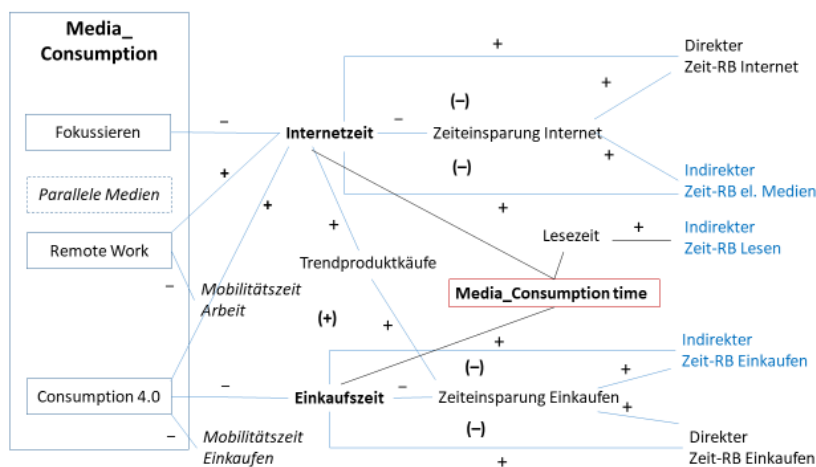 Media_
Consumption
Fokussieren
Parallele Medien
Remote Work
Consumption 4.0
–
+
+
–
–
–
Mobilitätszeit
Arbeit
Mobilitätszeit
Einkaufen
Internetzeit
–
Zeiteinsparung Internet
(–)
(–)
+
+
+
+
Direkter
Zeit-RB Internet
Indirekter
Zeit-RB el. Medien
Lesezeit
+
Indirekter
Zeit-RB Lesen
+
Trendproduktkäufe
(+)
+
Media_Consumption time
Einkaufszeit
–
Zeiteinsparung Einkaufen
(–)
(–)
+
+
+
+
Indirekter
Zeit-RB Einkaufen
Direkter
Zeit-RB Einkaufen